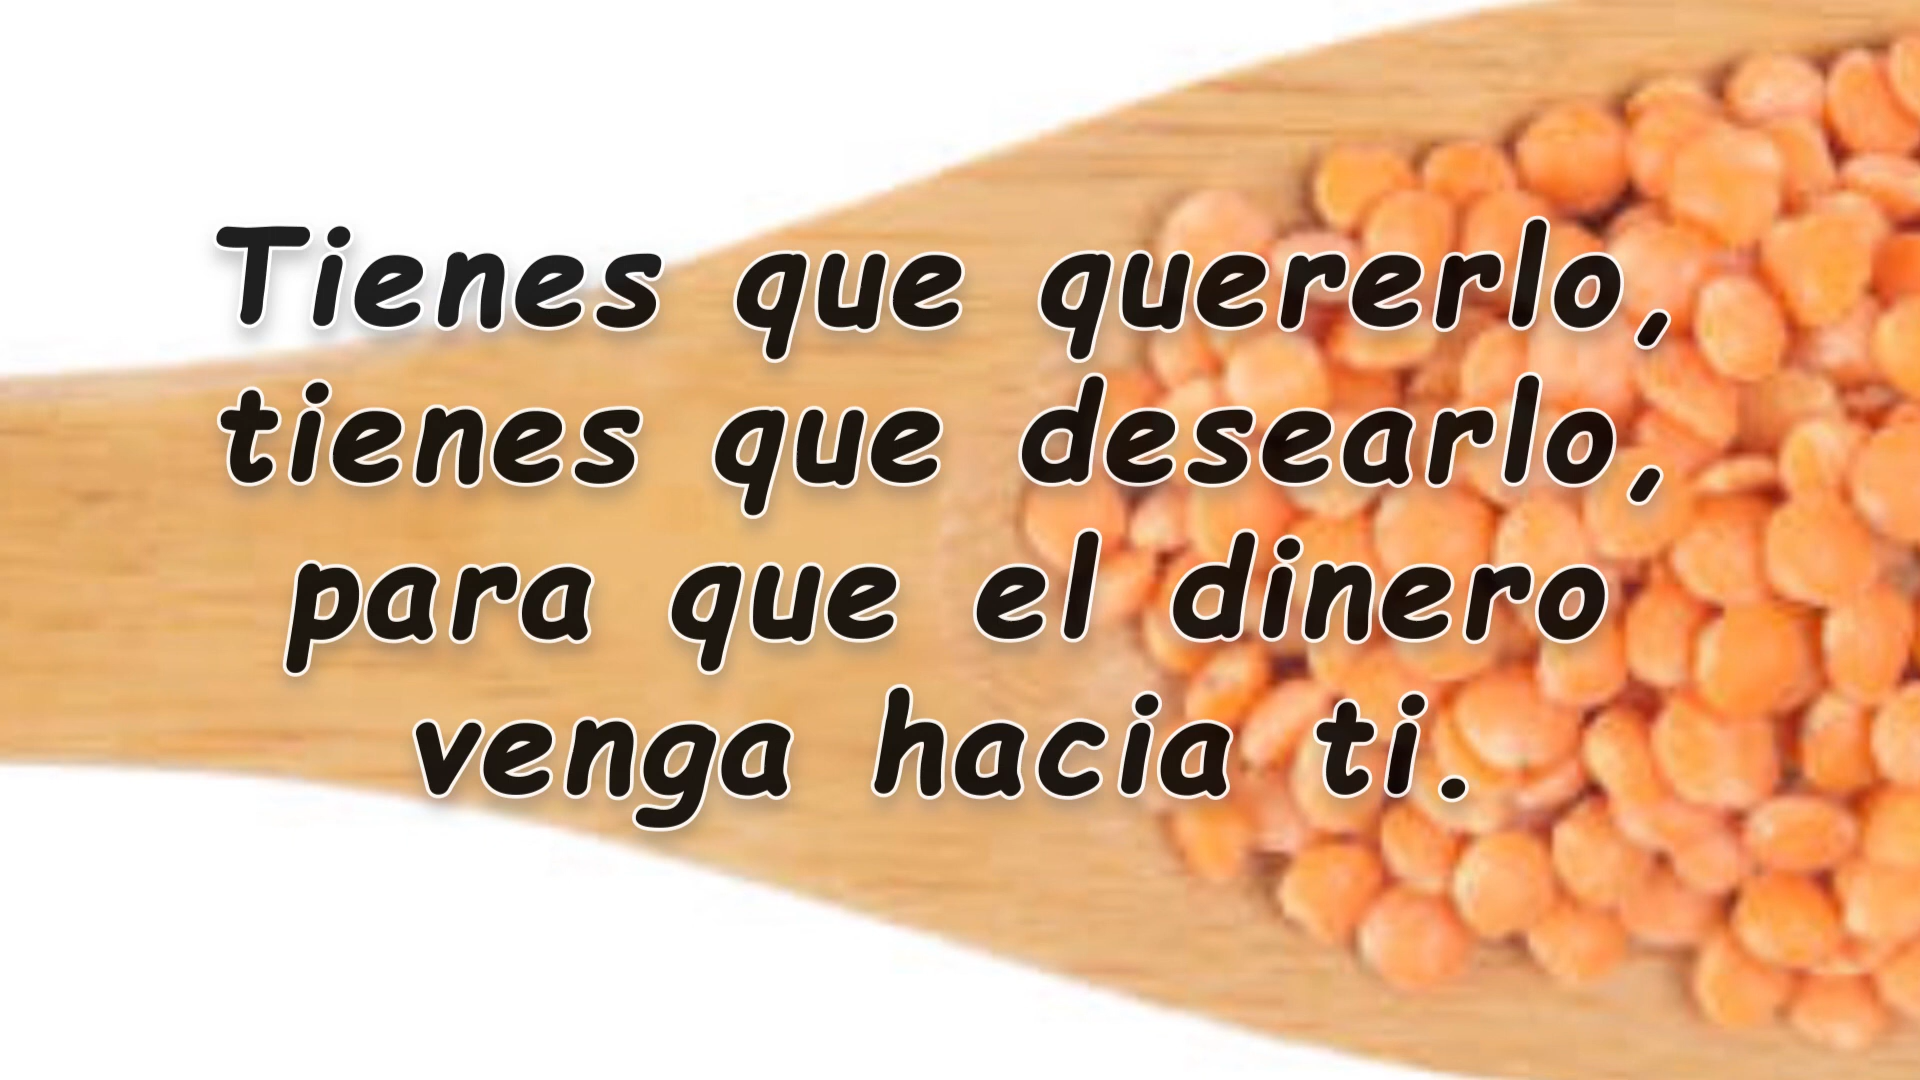 Tienes que quererlo,
tienes que desearlo,
para que el dinero
venga hacia ti.